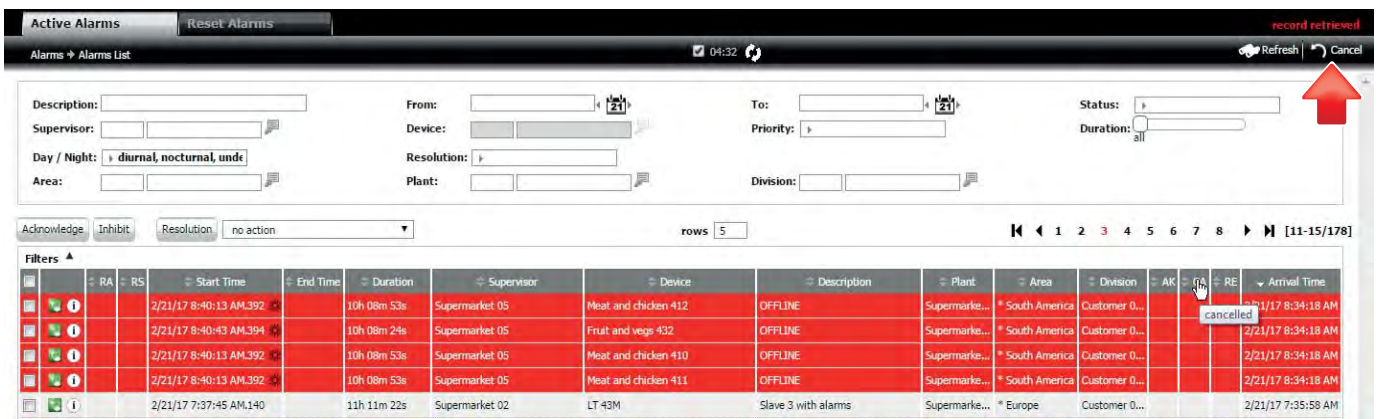 Active Alarms Reset Alarms record retrieved
Alarms Alarms List 04:32 Refresh Cancel
Description: From: 21 To: 21 Status:
Supervisor: Device: Priority: Duration:
all
Day / Night: diurnal, nocturnal, unde Resolution:
Area: Plant: Division:
Acknowledge Inhibit Resolution no action rows 5 1 2 3 4 5 6 7 8 [11-15/178]
Filters
RA RS Start Time End Time Duration Supervisor Device Description Plant Area Division AK CA RE Arrival Time
cancelled
2/21/17 8:40:13 AM.392 10h 08m 53s Supermarket 05 Meat and chicken 412 OFFLINE Supermarke... * South America Customer 0... 2/21/17 8:34:18 AM
2/21/17 8:40:43 AM.394 10h 08m 24s Supermarket 05 Fruit and vegs 432 OFFLINE Supermarke... * South America Customer 0... 2/21/17 8:34:18 AM
2/21/17 8:40:13 AM.392 10h 08m 53s Supermarket 05 Meat and chicken 410 OFFLINE Supermarke... * South America Customer 0... 2/21/17 8:34:18 AM
2/21/17 8:40:13 AM.392 10h 08m 53s Supermarket 05 Meat and chicken 411 OFFLINE Supermarke... * South America Customer 0... 2/21/17 8:34:18 AM
2/21/17 7:37:45 AM.140 11h 11m 22s Supermarket 02 LT 43M Slave 3 with alarms Supermarke... * Europe Customer 0... 2/21/17 7:35:58 AM